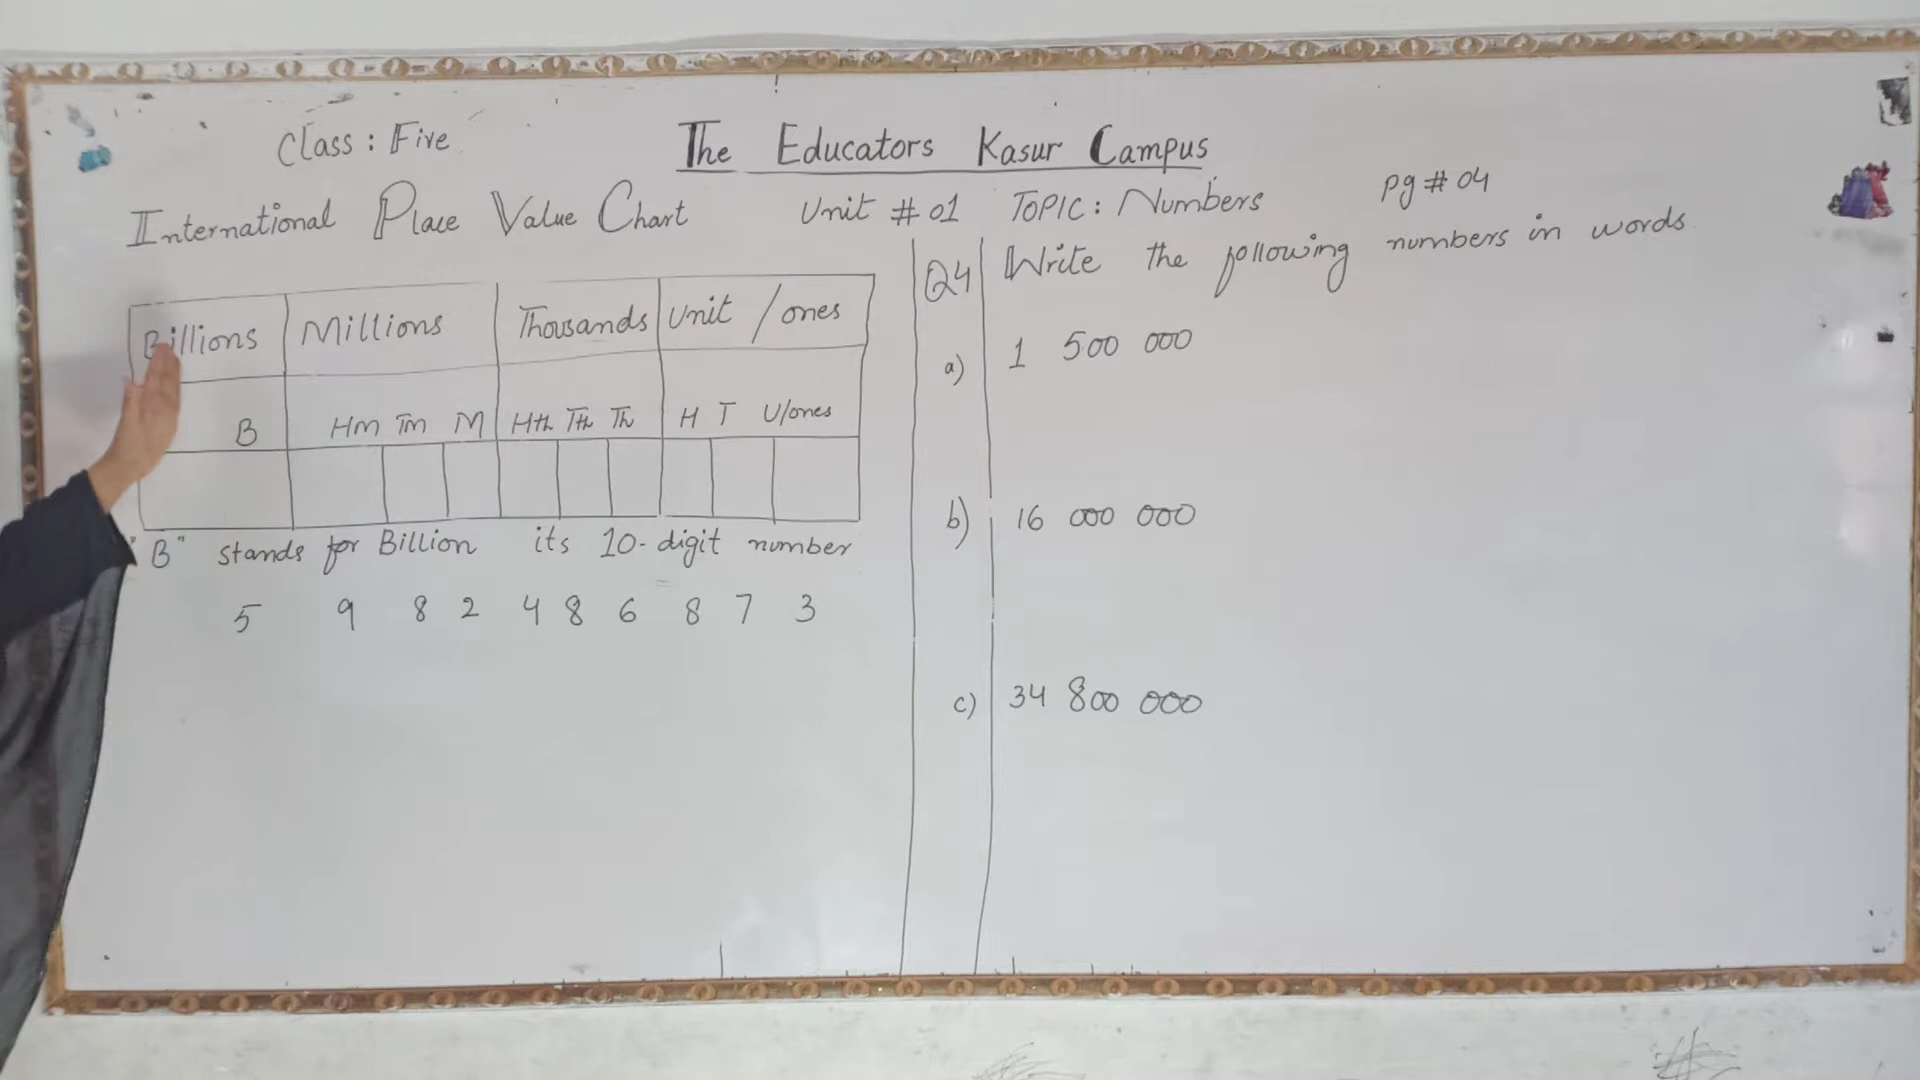 Class: Five
The Educators Kasur Campus
International Place Value Chart
Unit # 01 Topic: Numbers pg # 04
Billions Millions Thousands Unit / ones
B Hm Tm M Hth Tth Th H T U/ones
"B" stands for Billion its 10-digit number
5 9 8 2 4 8 6 8 7 3
Q4 Write the following numbers in words
a) 1 500 000
b) 16 000 000
c) 34 800 000